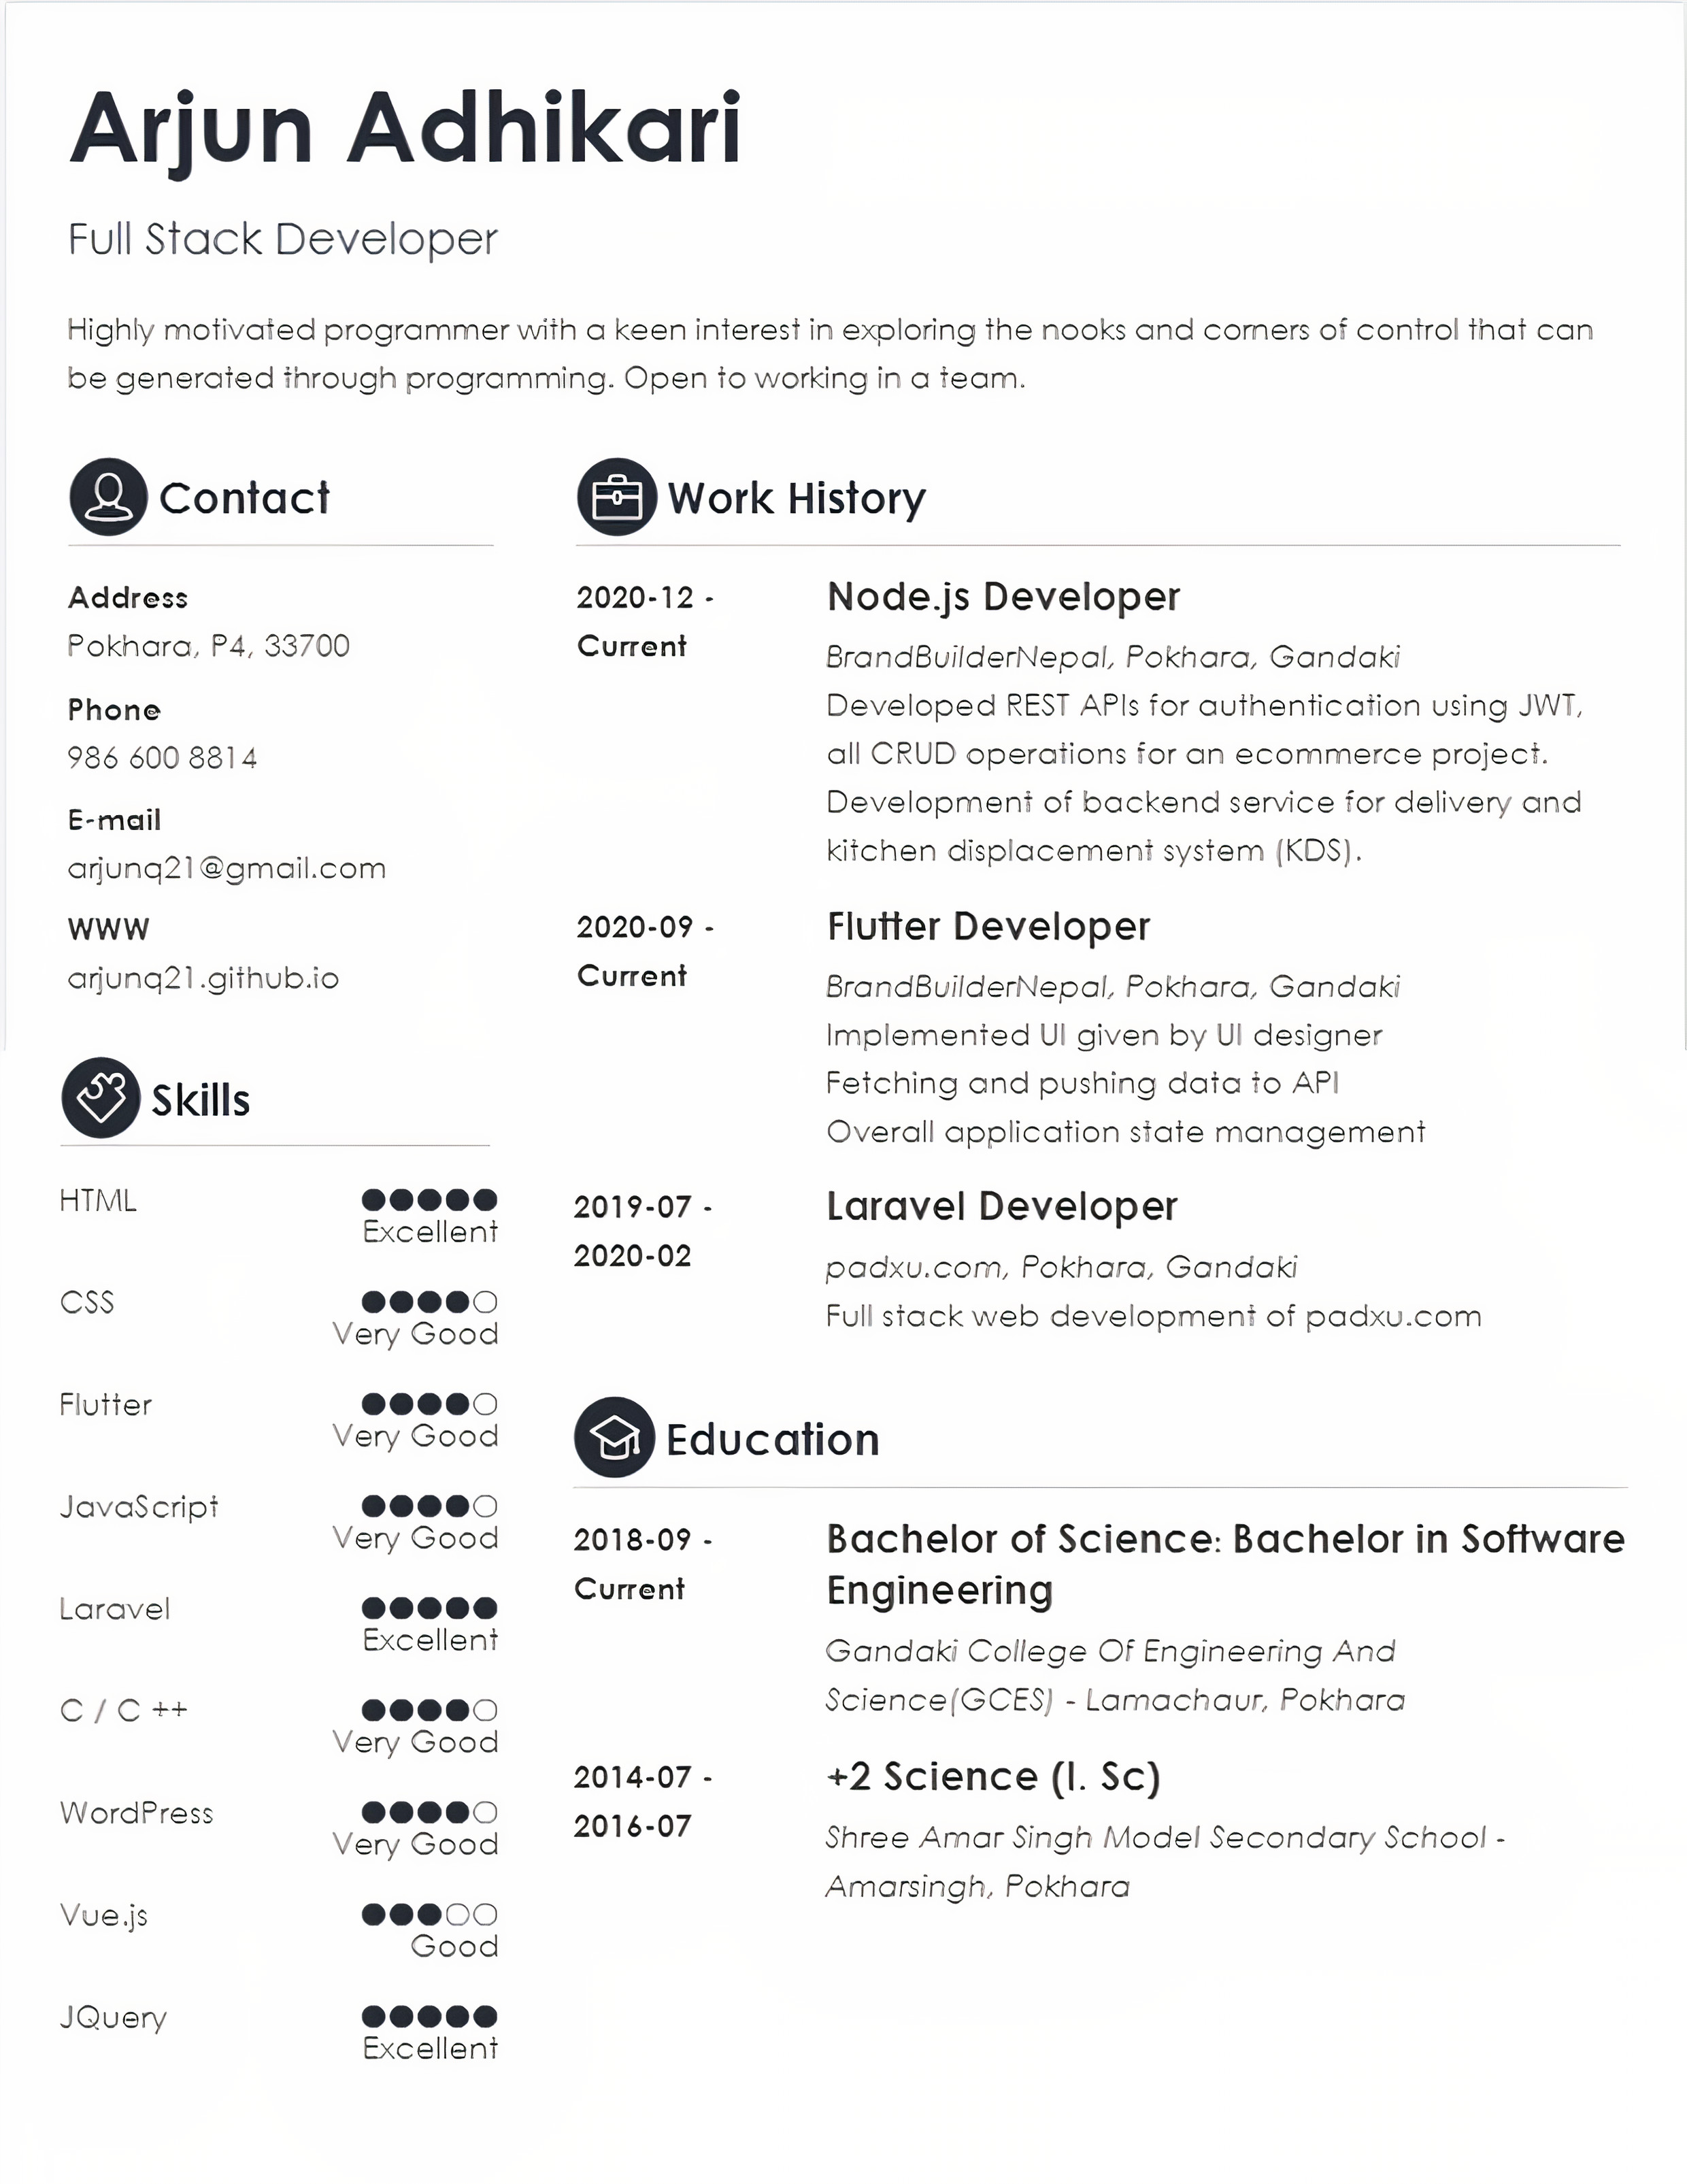 Arjun Adhikari
Full Stack Developer
Highly motivated programmer with a keen interest in exploring the nooks and corners of control that can
be generated through programming. Open to working in a team.
Contact
Address
Pokhara, P4, 33700
Phone
986 600 8814
E-mail
arjunq21@gmail.com
WWW
arjunq21.github.io
Skills
HTML
Excellent
CSS
Very Good
Flutter
Very Good
JavaScript
Very Good
Laravel
Excellent
C / C ++
Very Good
WordPress
Very Good
Vue.js
Good
JQuery
Excellent
Work History
2020-12 -
Current
Node.js Developer
BrandBuilderNepal, Pokhara, Gandaki
Developed REST APIs for authentication using JWT,
all CRUD operations for an ecommerce project.
Development of backend service for delivery and
kitchen displacement system (KDS).
2020-09 -
Current
Flutter Developer
BrandBuilderNepal, Pokhara, Gandaki
Implemented UI given by UI designer
Fetching and pushing data to API
Overall application state management
2019-07 -
2020-02
Laravel Developer
padxu.com, Pokhara, Gandaki
Full stack web development of padxu.com
Education
2018-09 -
Current
Bachelor of Science: Bachelor in Software
Engineering
Gandaki College Of Engineering And
Science(GCES) - Lamachaur, Pokhara
2014-07 -
2016-07
+2 Science (I. Sc)
Shree Amar Singh Model Secondary School -
Amarsingh, Pokhara